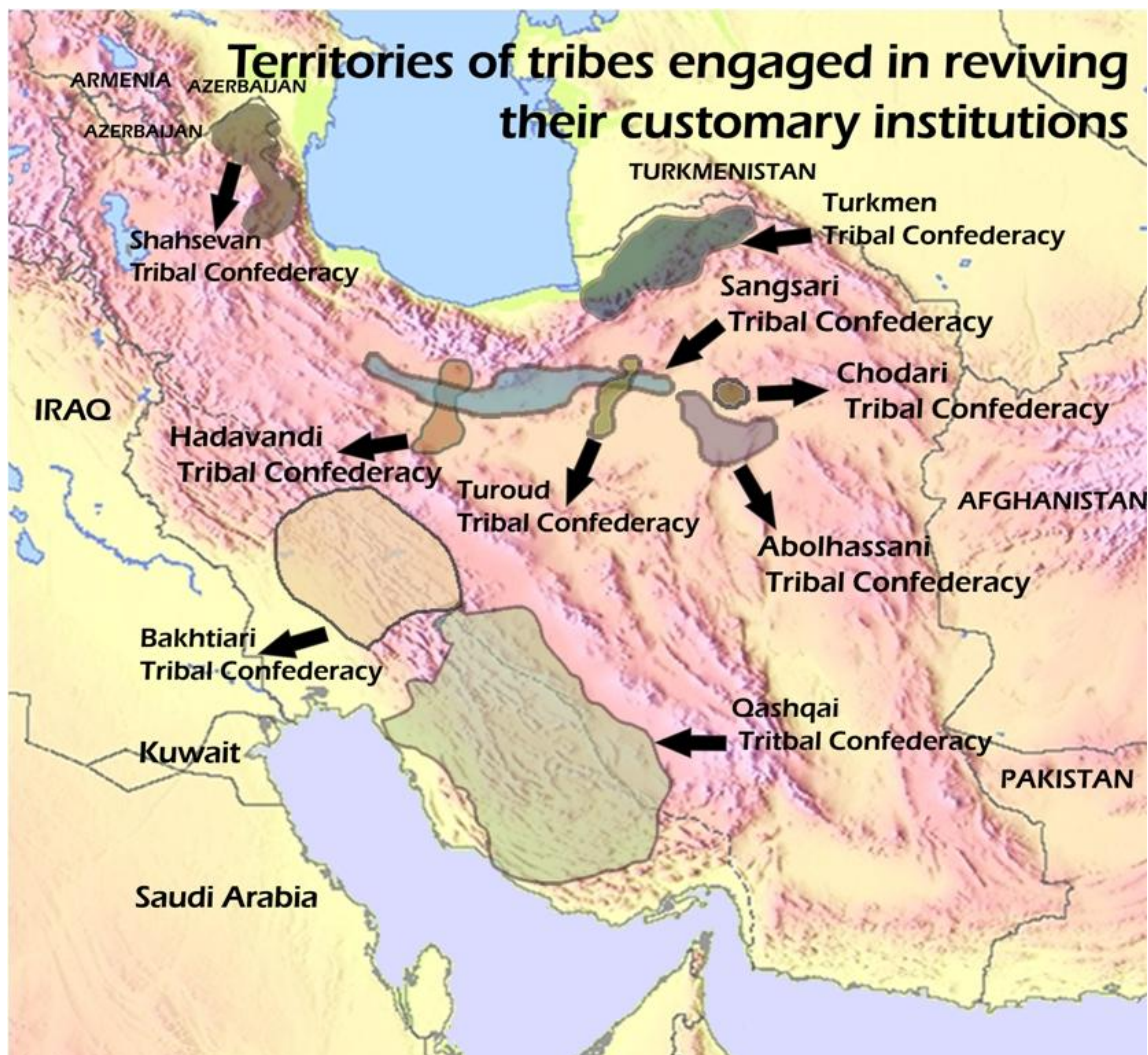 Territories of tribes engaged in reviving
their customary institutions
ARMENIA
AZERBAIJAN
AZERBAIJAN
TURKMENISTAN
Shahsevan
Tribal Confederacy
Turkmen
Tribal Confederacy
Sangsari
Tribal Confederacy
Chodari
Tribal Confederacy
IRAQ
Hadavandi
Tribal Confederacy
Turoud
Tribal Confederacy
AFGHANISTAN
Abolhassani
Tribal Confederacy
Bakhtiari
Tribal Confederacy
Qashqai
Tritbal Confederacy
Kuwait
PAKISTAN
Saudi Arabia